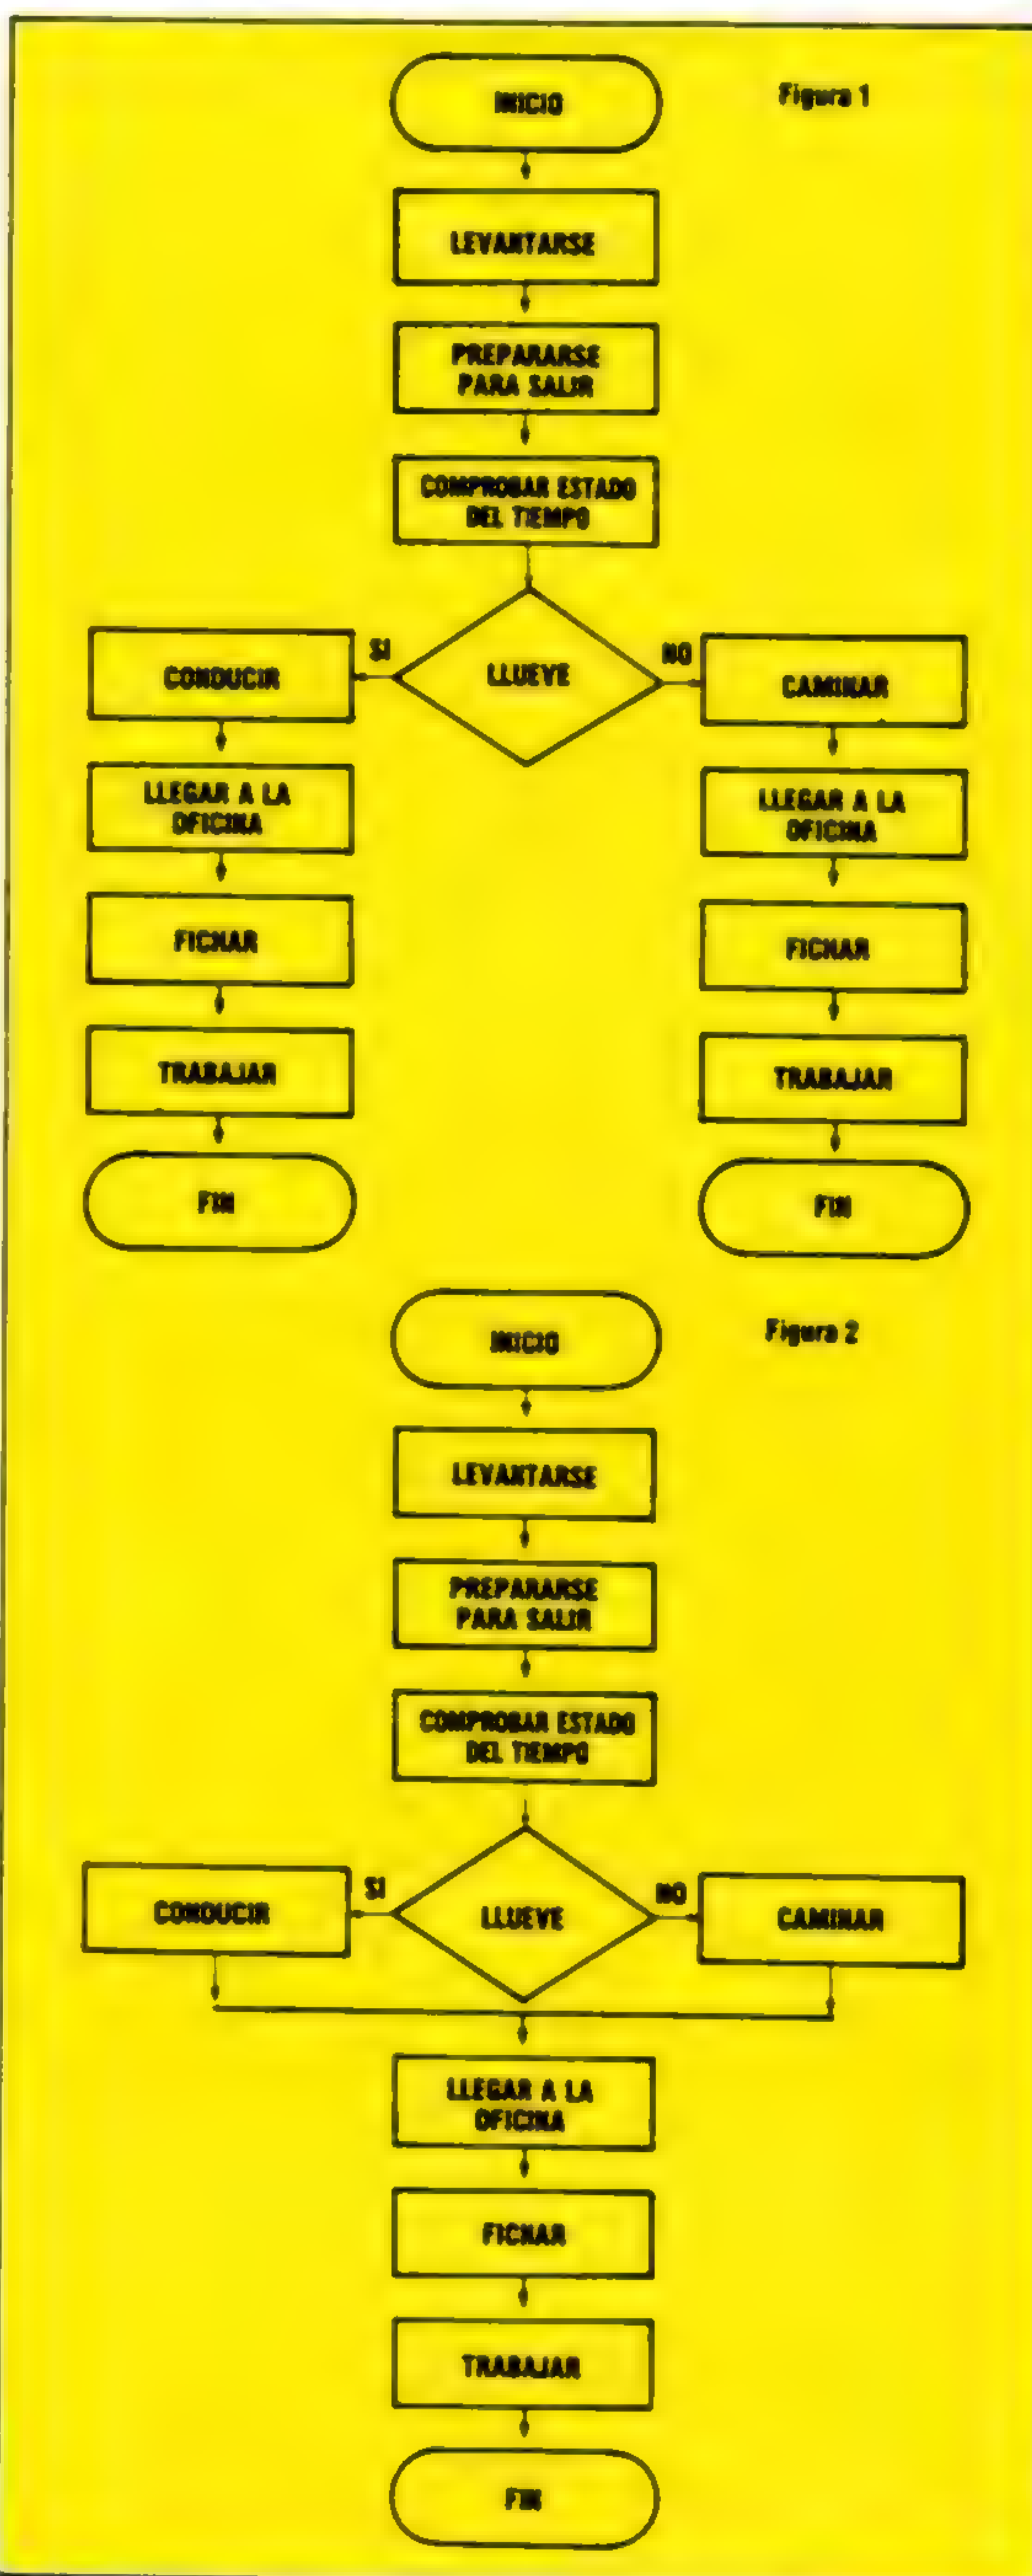 INICIO
Figura 1
LEVANTARSE
PREPARARSE
PARA SALIR
COMPROBAR ESTADO
DEL TIEMPO
SI
LLUEVE
NO
CONDUCIR
CAMINAR
LLEGAR A LA
OFICINA
LLEGAR A LA
OFICINA
FICHAR
FICHAR
TRABAJAR
TRABAJAR
FIN
FIN
INICIO
Figura 2
LEVANTARSE
PREPARARSE
PARA SALIR
COMPROBAR ESTADO
DEL TIEMPO
SI
LLUEVE
NO
CONDUCIR
CAMINAR
LLEGAR A LA
OFICINA
FICHAR
TRABAJAR
FIN